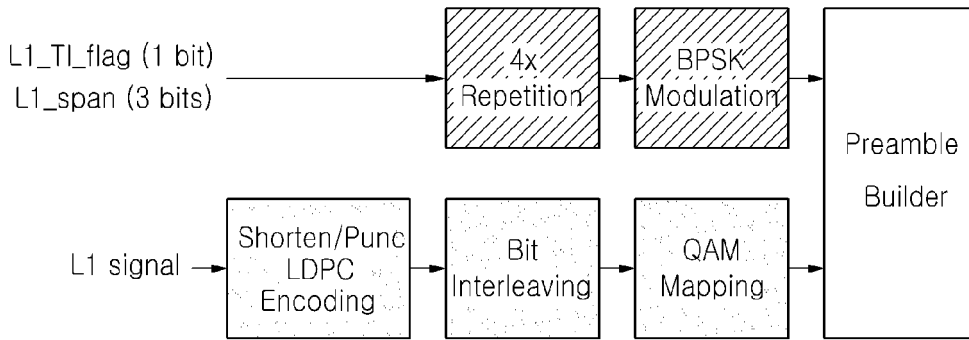 L1_TI_flag (1 bit)
L1_span (3 bits)
4x
Repetition
BPSK
Modulation
Preamble
Builder
L1 signal
Shorten/Punc
LDPC
Encoding
Bit
Interleaving
QAM
Mapping